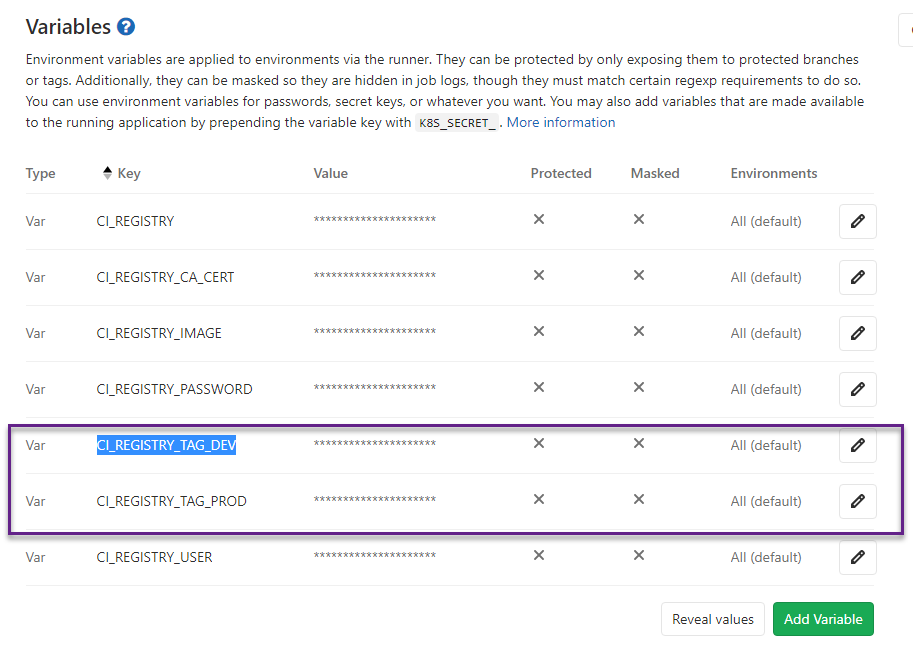 Variables ?
Environment variables are applied to environments via the runner. They can be protected by only exposing them to protected branches
or tags. Additionally, they can be masked so they are hidden in job logs, though they must match certain regexp requirements to do so.
You can use environment variables for passwords, secret keys, or whatever you want. You may also add variables that are made available
to the running application by prepending the variable key with K8S_SECRET_. More information
Type Key Value Protected Masked Environments
Var CI_REGISTRY ********************* All (default)
Var CI_REGISTRY_CA_CERT ********************* All (default)
Var CI_REGISTRY_IMAGE ********************* All (default)
Var CI_REGISTRY_PASSWORD ********************* All (default)
Var CI_REGISTRY_TAG_DEV ********************* All (default)
Var CI_REGISTRY_TAG_PROD ********************* All (default)
Var CI_REGISTRY_USER ********************* All (default)
Reveal values Add Variable